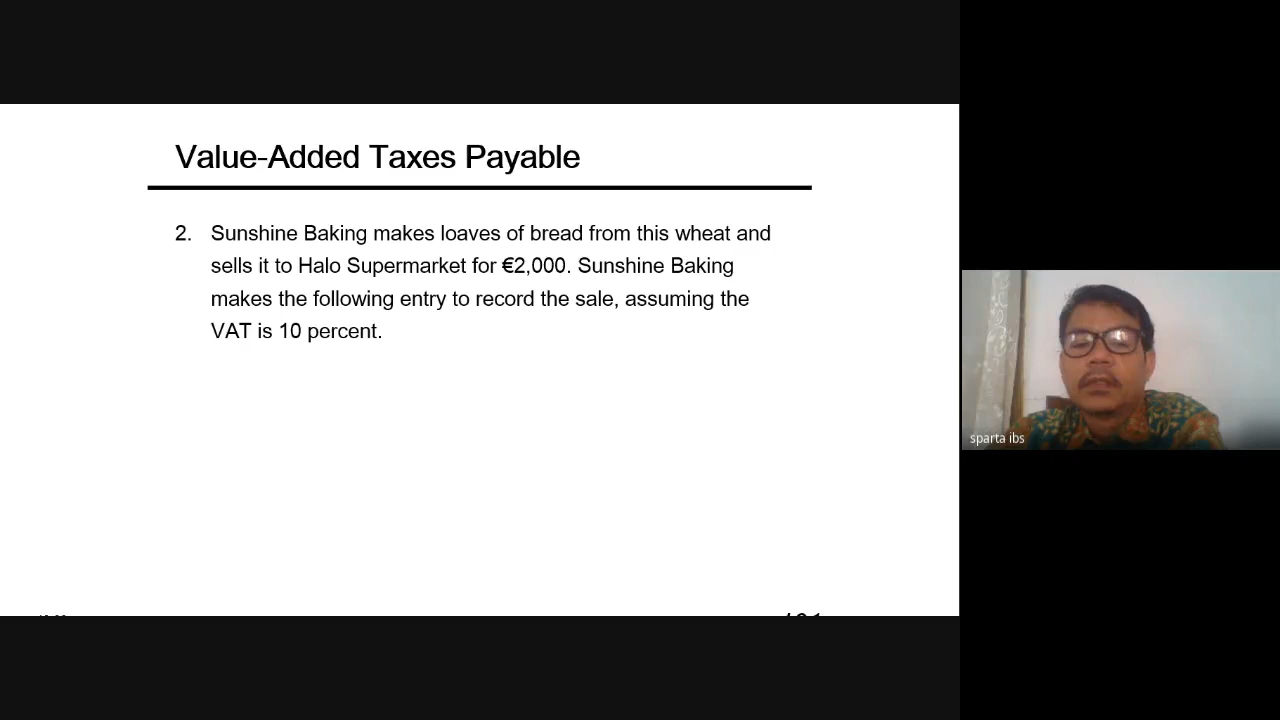 Value-Added Taxes Payable
2. Sunshine Baking makes loaves of bread from this wheat and
sells it to Halo Supermarket for €2,000. Sunshine Baking
makes the following entry to record the sale, assuming the
VAT is 10 percent.
sparta ibs